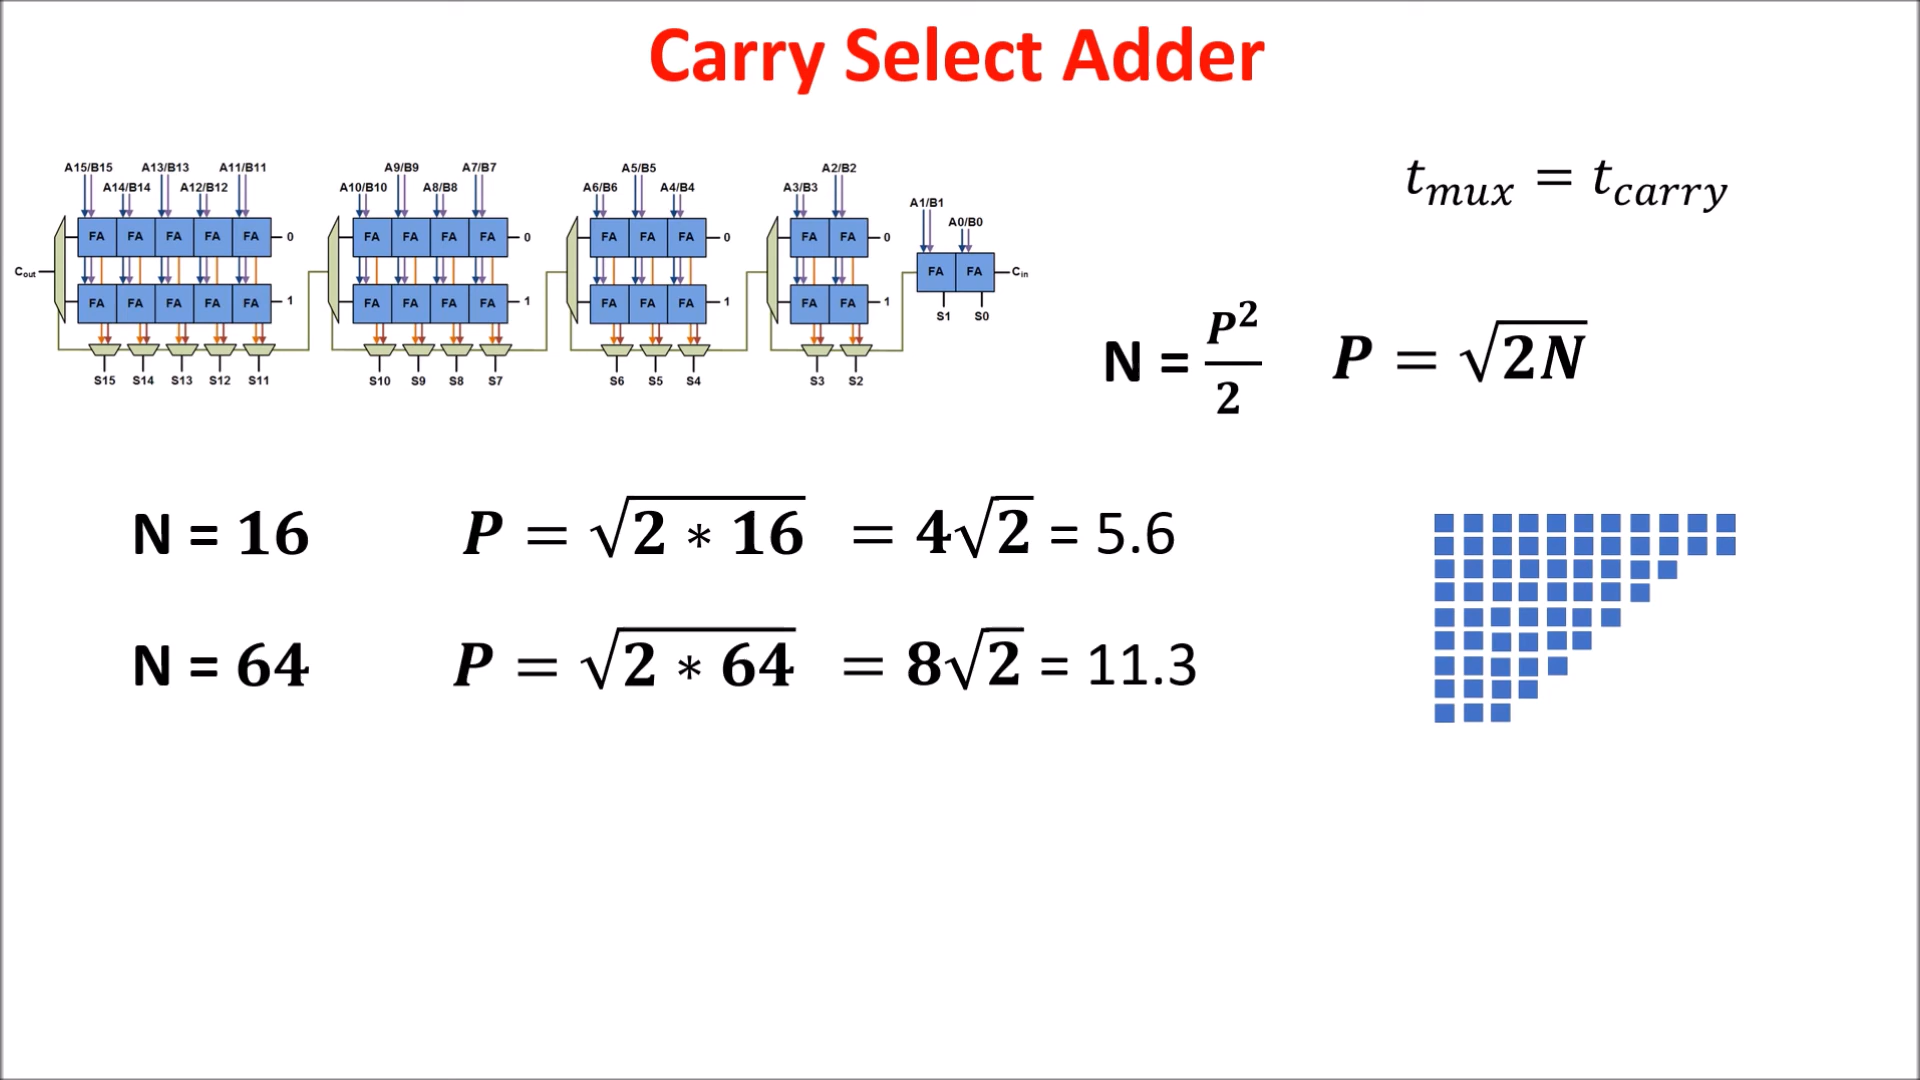 Carry Select Adder
A15/B15 A13/B13 A11/B11 A9/B9 A7/B7 A5/B5 A2/B2
A14/B14 A12/B12 A10/B10 A8/B8 A6/B6 A4/B4 A3/B3
A1/B1
A0/B0
FA FA FA FA FA 0 FA FA FA FA 0 FA FA FA 0 FA FA 0
Cout FA FA Cin
FA FA FA FA FA 1 FA FA FA FA 1 FA FA FA 1 FA FA 1
S1 S0
S15 S14 S13 S12 S11 S10 S9 S8 S7 S6 S5 S4 S3 S2
t_mux = t_carry
N = P²/2 P = √2N
N = 16 P = √2 * 16 = 4√2 = 5.6
N = 64 P = √2 * 64 = 8√2 = 11.3